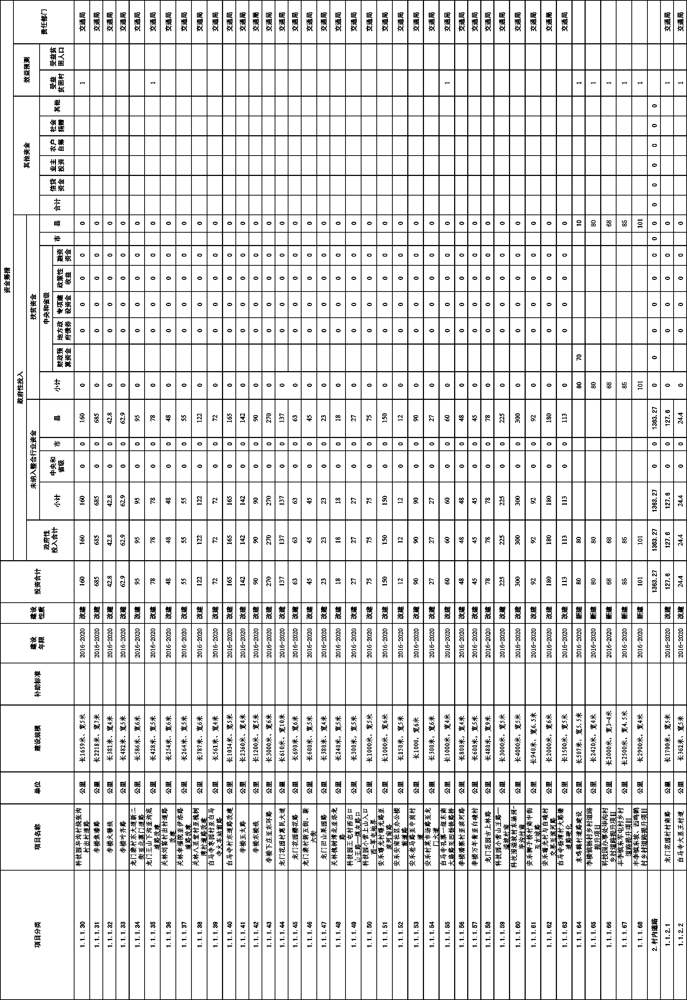 资金筹措
政府性投入 其他资金 效益预测
未纳入整合行业资金 扶贫资金
中央和省级
项目分类 项目名称 单位 建设规模 补助标准 建设年限 建设性质 投资合计 政府性投入合计 小计 中央和省级 市 县 小计 财政预算资金 地方政府债券 专项建设资金 政策性收益 融资资金 市 县 合计 信贷资金 业主投资 农户自筹 社会捐赠 其他 受益贫困村 受益贫困人口 责任部门
1.1.1.30 科技园毕沟村绕张沟村出村道路 公里 长1659米、宽5米 2016-2020 改建 160 160 160 0 0 160 0 0 0 0 0 0 1 交通局
1.1.1.31 李楼焦潘路 公里 长2218米、宽7米 2016-2020 改建 685 685 685 0 0 685 0 0 0 0 0 0 交通局
1.1.1.32 李楼火穆线 公里 长381米、宽4米 2016-2020 改建 42.8 42.8 42.8 0 0 42.8 0 0 0 0 0 0 交通局
1.1.1.33 李楼叶齐路 公里 长482米、宽5米 2016-2020 改建 62.9 62.9 62.9 0 0 62.9 0 0 0 0 0 0 交通局
1.1.1.34 龙门裴村东大道新二街至北寨门道路 公里 长586米、宽6米 2016-2020 改建 95 95 95 0 0 95 0 0 0 0 0 0 交通局
1.1.1.35 龙门王山下沟至沟底道路改建 公里 长428米、宽5米 2016-2020 改建 78 78 78 0 0 78 0 0 0 0 0 0 1 交通局
1.1.1.36 关林刘富村出村道路改建 公里 长254米、宽6米 2016-2020 改建 48 48 48 0 0 48 0 0 0 0 0 0 交通局
1.1.1.37 关林幸福院至伊洛路道路改建 公里 长264米、宽5米 2016-2020 改建 55 55 55 0 0 55 0 0 0 0 0 0 交通局
1.1.1.38 关林八里堂村至槐树湾村道路改建 公里 长787米、宽6米 2016-2020 改建 122 122 122 0 0 122 0 0 0 0 0 0 交通局
1.1.1.39 白马寺枣园村至白马寺火车站前路 公里 长561米、宽4米 2016-2020 改建 72 72 72 0 0 72 0 0 0 0 0 0 交通局
1.1.1.40 白马寺村东道路改建 公里 长1034米、宽5米 2016-2020 改建 165 165 165 0 0 165 0 0 0 0 0 0 交通局
1.1.1.41 李楼五太路 公里 长2360米、宽4米 2016-2020 改建 142 142 142 0 0 142 0 0 0 0 0 0 交通局
1.1.1.42 李楼东楼线 公里 长1200米、宽5米 2016-2020 改建 90 90 90 0 0 90 0 0 0 0 0 0 交通局
1.1.1.43 李楼下庄至东环路 公里 长3000米、宽6米 2016-2020 改建 270 270 270 0 0 270 0 0 0 0 0 0 交通局
1.1.1.44 龙门花园村惠民大道 公里 长610米、宽10米 2016-2020 改建 137 137 137 0 0 137 0 0 0 0 0 0 交通局
1.1.1.45 龙门花园樱花路 公里 长690米、宽6米 2016-2020 改建 63 63 63 0 0 63 0 0 0 0 0 0 交通局
1.1.1.46 龙门裴村新五街、新六街 公里 长600米、宽5米 2016-2020 改建 45 45 45 0 0 45 0 0 0 0 0 0 交通局
1.1.1.47 龙门田山果园路 公里 长380米、宽4米 2016-2020 改建 23 23 23 0 0 23 0 0 0 0 0 0 交通局
1.1.1.48 关林槐树湾北至洛龙路 公里 长240米、宽5米 2016-2020 改建 18 18 18 0 0 18 0 0 0 0 0 0 交通局
1.1.1.49 科技园王屯村西出口山王路—煤灰路口 公里 长300米，宽5米 2016-2020 改建 27 27 27 0 0 27 0 0 0 0 0 0 交通局
1.1.1.50 科技园小营上山入口西-军屯地界 公里 长1000米，宽5米 2016-2020 改建 75 75 75 0 0 75 0 0 0 0 0 0 交通局
1.1.1.51 安乐曙光村曙光路至滨河南路 公里 长1000米，宽6米 2016-2020 改建 150 150 150 0 0 150 0 0 0 0 0 0 交通局
1.1.1.52 安乐安南社区办公楼前道路 公里 长150米，宽5米 2016-2020 改建 12 12 12 0 0 12 0 0 0 0 0 0 交通局
1.1.1.53 安乐老马路至中岗村道 公里 长1000，宽6米 2016-2020 改建 90 90 90 0 0 90 0 0 0 0 0 0 交通局
1.1.1.54 安乐村菜市场路至龙门大道 公里 长300米，宽6米 2016-2020 改建 27 27 27 0 0 27 0 0 0 0 0 0 交通局
1.1.1.55 白马寺孔寨一组东南大庙路至凹杨铁路桥 公里 长1000米，宽4米 2016-2020 改建 60 60 60 0 0 60 0 0 0 0 0 0 1 交通局
1.1.1.56 李楼潘寨村至滨河路 公里 长800米，宽4米 2016-2020 改建 48 48 48 0 0 48 0 0 0 0 0 0 交通局
1.1.1.57 李楼万年青至白碛村 公里 长600米，宽5米 2016-2020 改建 45 45 45 0 0 45 0 0 0 0 0 0 交通局
1.1.1.58 龙门花园古上林路 公里 长480米，宽9米 2016-2020 改建 78 78 78 0 0 78 0 0 0 0 0 0 交通局
1.1.1.59 科技园小营山王路—溢坡村南 公里 长3000米，宽5米 2016-2020 改建 225 225 225 0 0 225 0 0 0 0 0 0 交通局
1.1.1.60 科技园溢坡村东涵洞-毕沟村南 公里 长4000米，宽5米 2016-2020 改建 300 300 300 0 0 300 0 0 0 0 0 0 交通局
1.1.1.61 安乐狮子桥村南中街至古城路 公里 长940米，宽6.5米 2016-2020 改建 92 92 92 0 0 92 0 0 0 0 0 0 交通局
1.1.1.62 安乐曙光村与白碛村交界至滨河路 公里 长2000米，宽6米 2016-2020 改建 180 180 180 0 0 180 0 0 0 0 0 0 交通局
1.1.1.63 白马寺杨湾村大路壕道路硬化 公里 长1500米，宽5米 2016-2020 改建 113 113 113 0 0 113 0 0 0 0 0 0 交通局
1.1.1.64 东鸣鹤村道路建设 公里 长507米，宽5.5米 2016-2020 新建 80 80 80 70 10 1
1.1.1.65 李楼镇杨村乡村道路提升项目 公里 长2420米，宽4米 2016-2020 新建 80 80 80 80 1
1.1.1.66 科技园办事处毕沟村乡村道路提升项目 公里 长2000米，宽3-4米 2016-2020 新建 68 68 68 68 1
1.1.1.67 丰李镇东军屯村乡村道路提升项目 公里 长2500米，宽4.5米 2016-2020 新建 85 85 85 85 1
1.1.1.68 丰李镇东坡、西鸣鹤村乡村道路提升项目 公里 长2900米，宽4米 2016-2020 新建 101 101 101 101 1
2.村内道路 1363.27 1363.27 1363.27 0 0 1363.27 0 0 0 0 0 0 0 0 0 0 0 0 0 0
1.1.2.1 龙门花园村村南路 公里 长1700米，宽5米 2016-2020 改建 127.6 127.6 127.6 0 0 127.6 0 0 0 0 0 0 1 交通局
1.1.2.2 白马寺大里王村道 公里 长362米，宽5米 2016-2020 改建 24.4 24.4 24.4 0 0 24.4 0 0 0 0 0 0 1 交通局